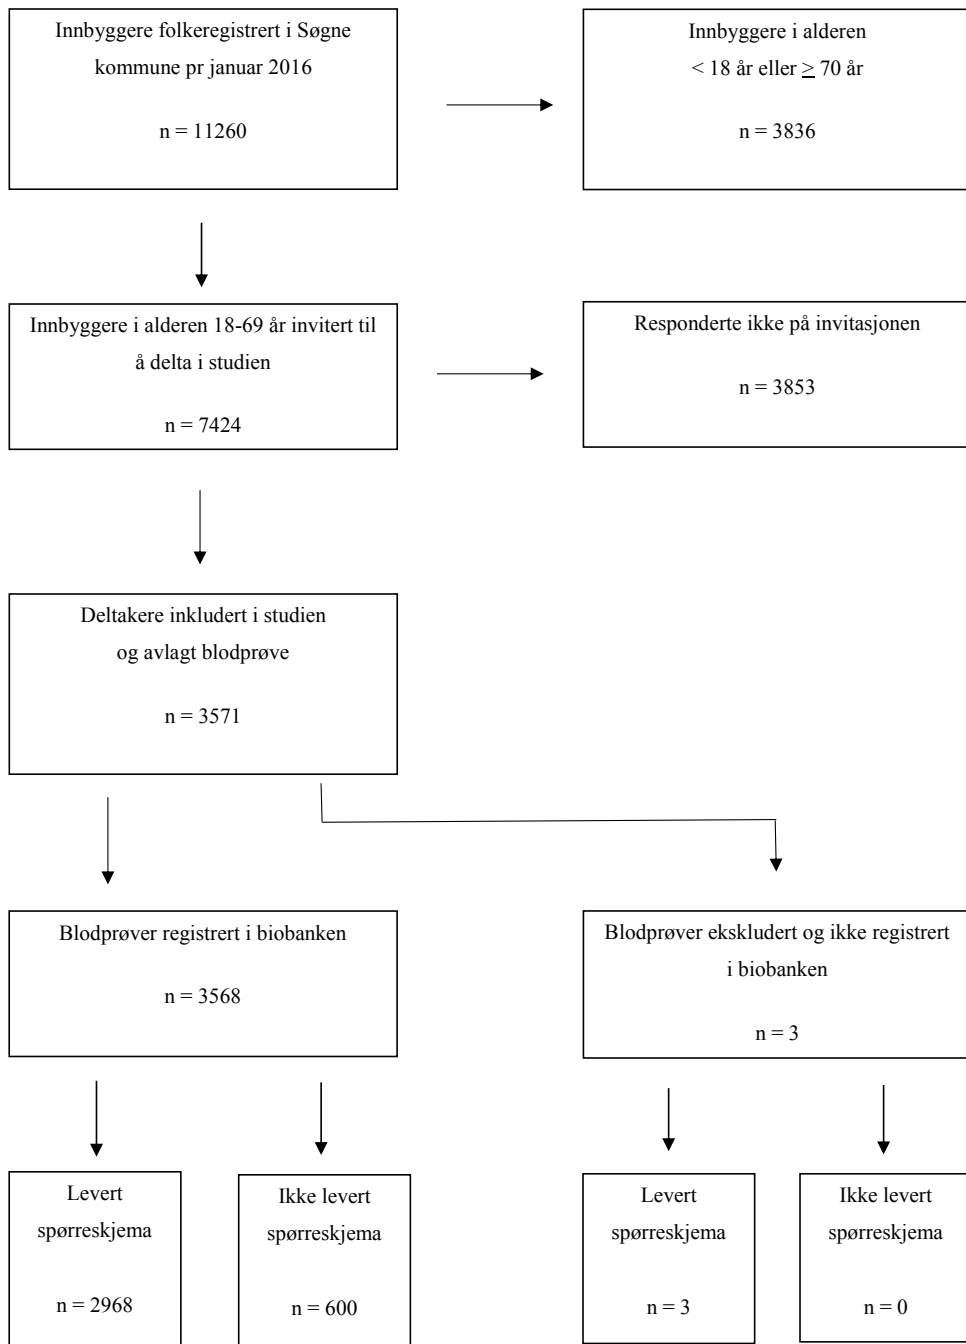 Innbyggere folkeregistrert i Søgne
kommune pr januar 2016
n = 11260
Innbyggere i alderen
< 18 år eller ≥ 70 år
n = 3836
Innbyggere i alderen 18-69 år invitert til
å delta i studien
n = 7424
Responderte ikke på invitasjonen
n = 3853
Deltakere inkludert i studien
og avlagt blodprøve
n = 3571
Blodprøver registrert i biobanken
n = 3568
Blodprøver ekskludert og ikke registrert
i biobanken
n = 3
Levert
spørreskjema
n = 2968
Ikke levert
spørreskjema
n = 600
Levert
spørreskjema
n = 3
Ikke levert
spørreskjema
n = 0